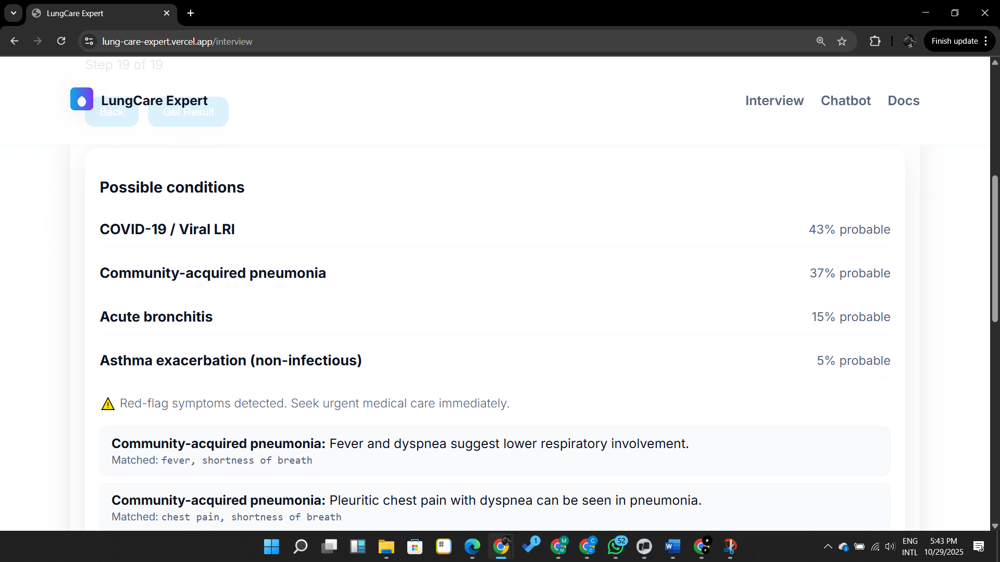 LungCare Expert
lung-care-expert.vercel.app/interview
Finish update
Step 19 of 19
LungCare Expert
Interview Chatbot Docs
Back Get Result
Possible conditions
COVID-19 / Viral LRI 43% probable
Community-acquired pneumonia 37% probable
Acute bronchitis 15% probable
Asthma exacerbation (non-infectious) 5% probable
Red-flag symptoms detected. Seek urgent medical care immediately.
Community-acquired pneumonia: Fever and dyspnea suggest lower respiratory involvement.
Matched: fever, shortness of breath
Community-acquired pneumonia: Pleuritic chest pain with dyspnea can be seen in pneumonia.
Matched: chest pain, shortness of breath
1 M M C C 52 W P P
ENG 5:43 PM
INTL 10/29/2025